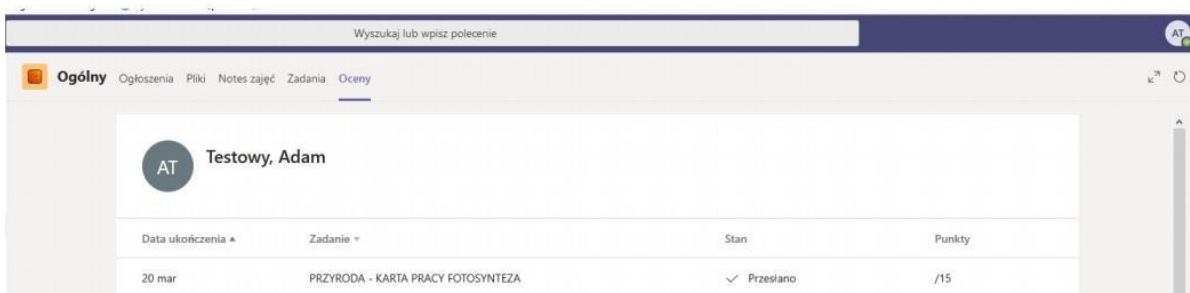 Wyszukaj lub wpisz polecenie
AT
Ogólny Ogłoszenia Pliki Notes zajęć Zadania Oceny
AT
Testowy, Adam
Data ukończenia Zadanie Stan Punkty
20 mar PRZYRODA - KARTA PRACY FOTOSYNTEZA Przesłano /15